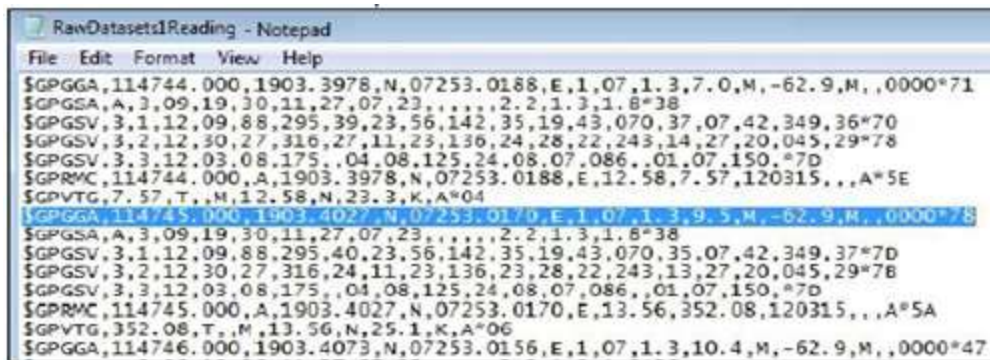 RawDatasets1Reading - Notepad
File Edit Format View Help
$GPGGA,114744.000,1903.3978,N,07253.0188,E,1,07,1.3,7.0,M,-62.9,M,,0000*71
$GPGSA,A,3,09,19,30,11,27,07,23,,,,,,2.2,1.3,1.8*38
$GPGSV,3,1,12,09,88,295,39,23,56,142,35,19,43,070,37,07,42,349,36*70
$GPGSV,3,2,12,30,27,316,27,11,23,136,24,28,22,243,14,27,20,045,29*78
$GPGSV,3,3,12,03,08,175,,04,08,125,24,08,07,086,,01,07,150,*7D
$GPRMC,114744.000,A,1903.3978,N,07253.0188,E,12.58,7.57,120315,,,A*5E
$GPVTG,7.57,T,,M,12.58,N,23.3,K,A*04
$GPGGA,114745.000,1903.4027,N,07253.0170,E,1,07,1.3,9.5,M,-62.9,M,,0000*78
$GPGSA,A,3,09,19,30,11,27,07,23,,,,,,2.2,1.3,1.8*38
$GPGSV,3,1,12,09,88,295,40,23,56,142,35,19,43,070,35,07,42,349,37*7D
$GPGSV,3,2,12,30,27,316,24,11,23,136,23,28,22,243,13,27,20,045,29*7B
$GPGSV,3,3,12,03,08,175,,04,08,125,24,08,07,086,,01,07,150,*7D
$GPRMC,114745.000,A,1903.4027,N,07253.0170,E,13.56,352.08,120315,,,A*5A
$GPVTG,352.08,T,,M,13.56,N,25.1,K,A*06
$GPGGA,114746.000,1903.4073,N,07253.0156,E,1,07,1.3,10.4,M,-62.9,M,,0000*47